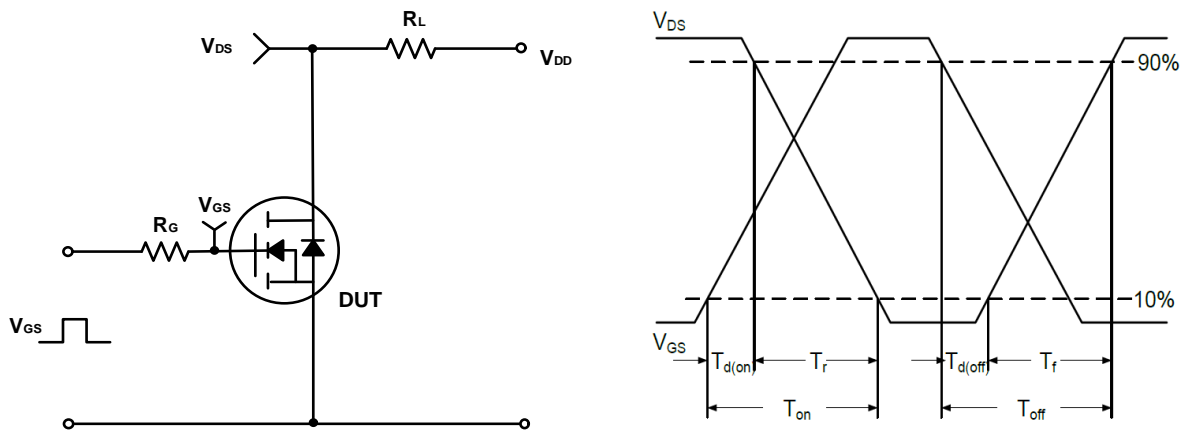 RL
VDS
VDD
VGS
RG
DUT
VGS
VDS
90%
10%
VGS
Td(on)
Tr
Td(off)
Tf
Ton
Toff